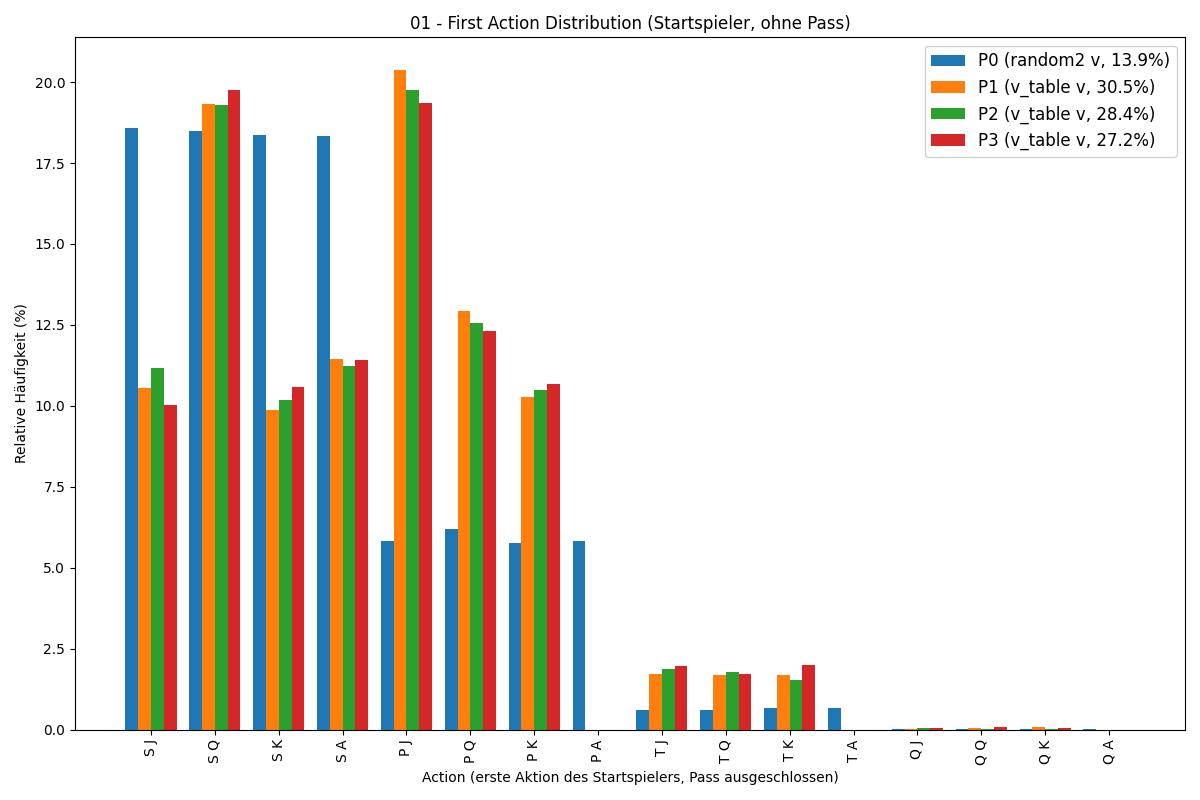 01 - First Action Distribution (Startspieler, ohne Pass)
P0 (random2 v, 13.9%)
P1 (v_table v, 30.5%)
P2 (v_table v, 28.4%)
P3 (v_table v, 27.2%)
Relative Häufigkeit (%)
20.0
17.5
15.0
12.5
10.0
7.5
5.0
2.5
0.0
S J
S Q
S K
S A
P J
P Q
P K
P A
T J
T Q
T K
T A
Q J
Q Q
Q K
Q A
Action (erste Aktion des Startspielers, Pass ausgeschlossen)